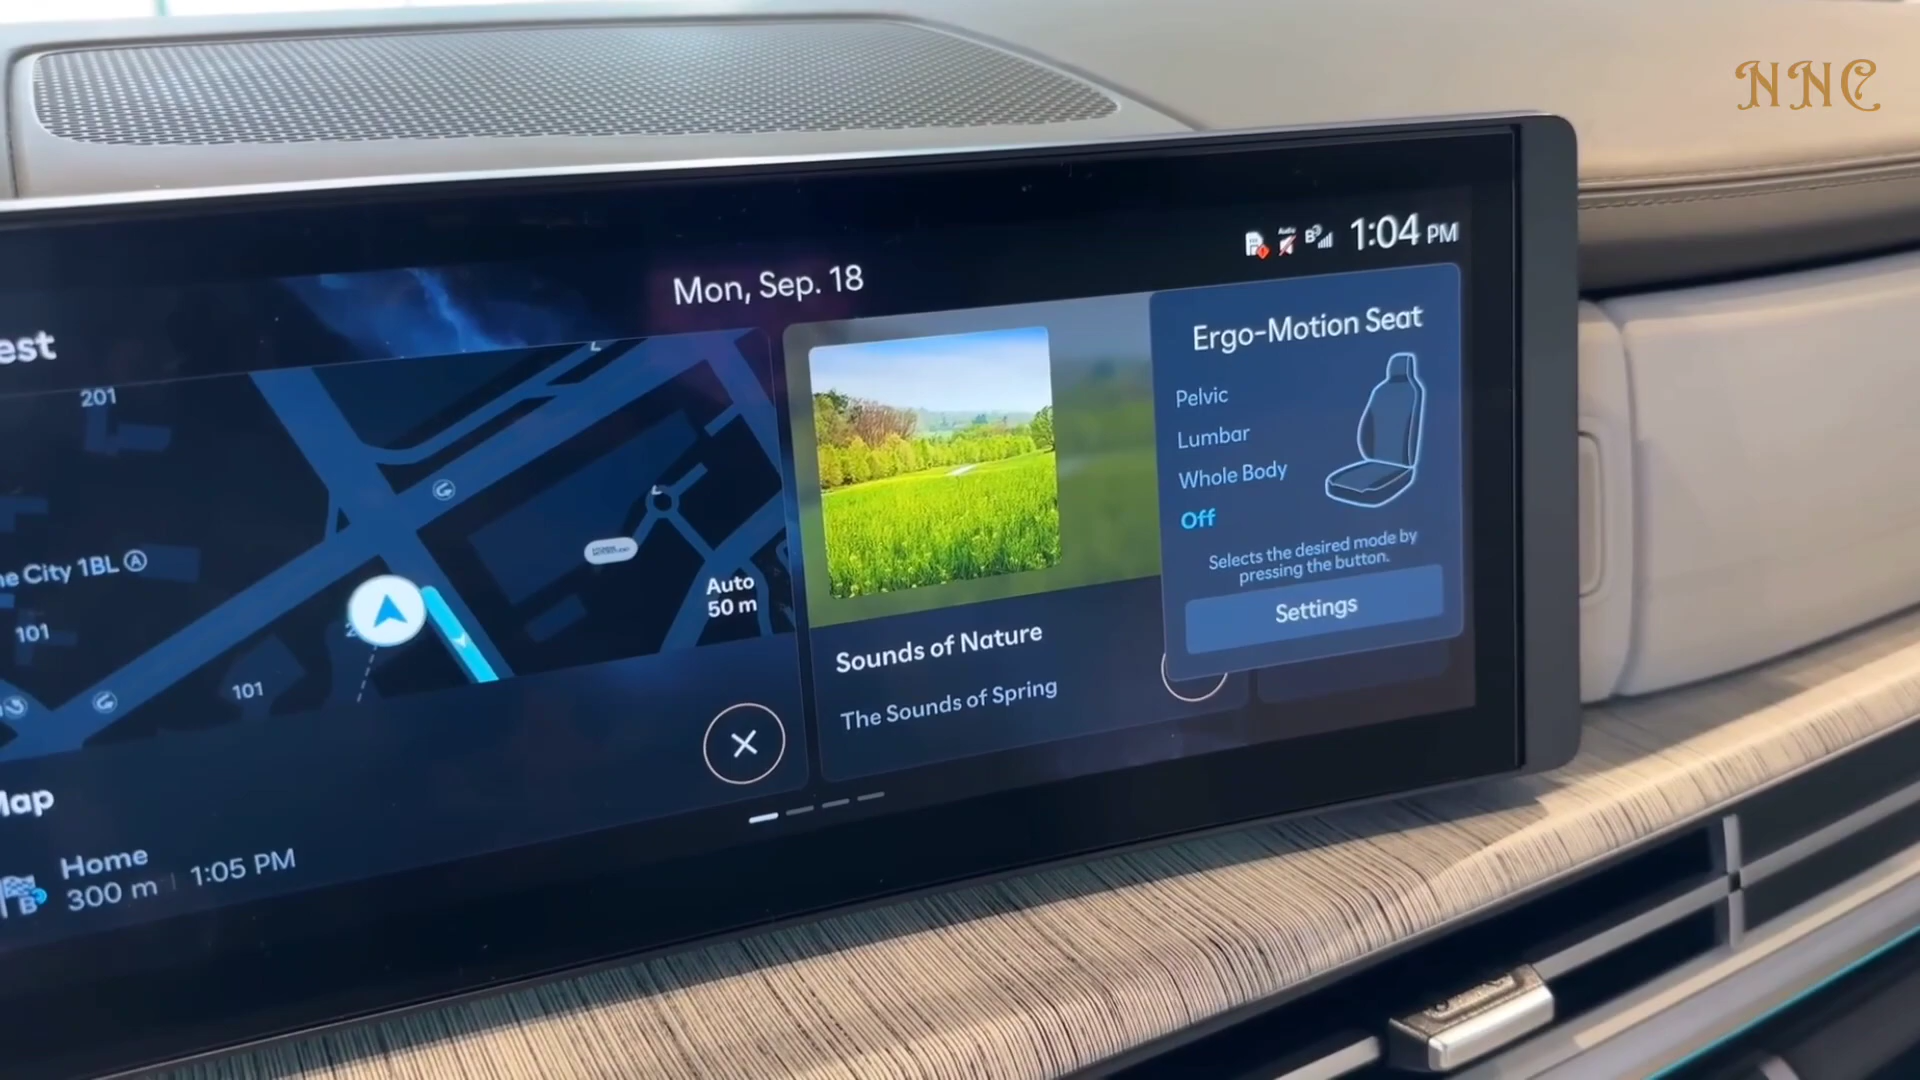 NNC
1:04 PM
Mon, Sep. 18
est
201
ne City 1BL A
101
101
Auto
50 m
Map
Home
300 m
1:05 PM
Sounds of Nature
The Sounds of Spring
Ergo-Motion Seat
Pelvic
Lumbar
Whole Body
Off
Selects the desired mode by
pressing the button.
Settings